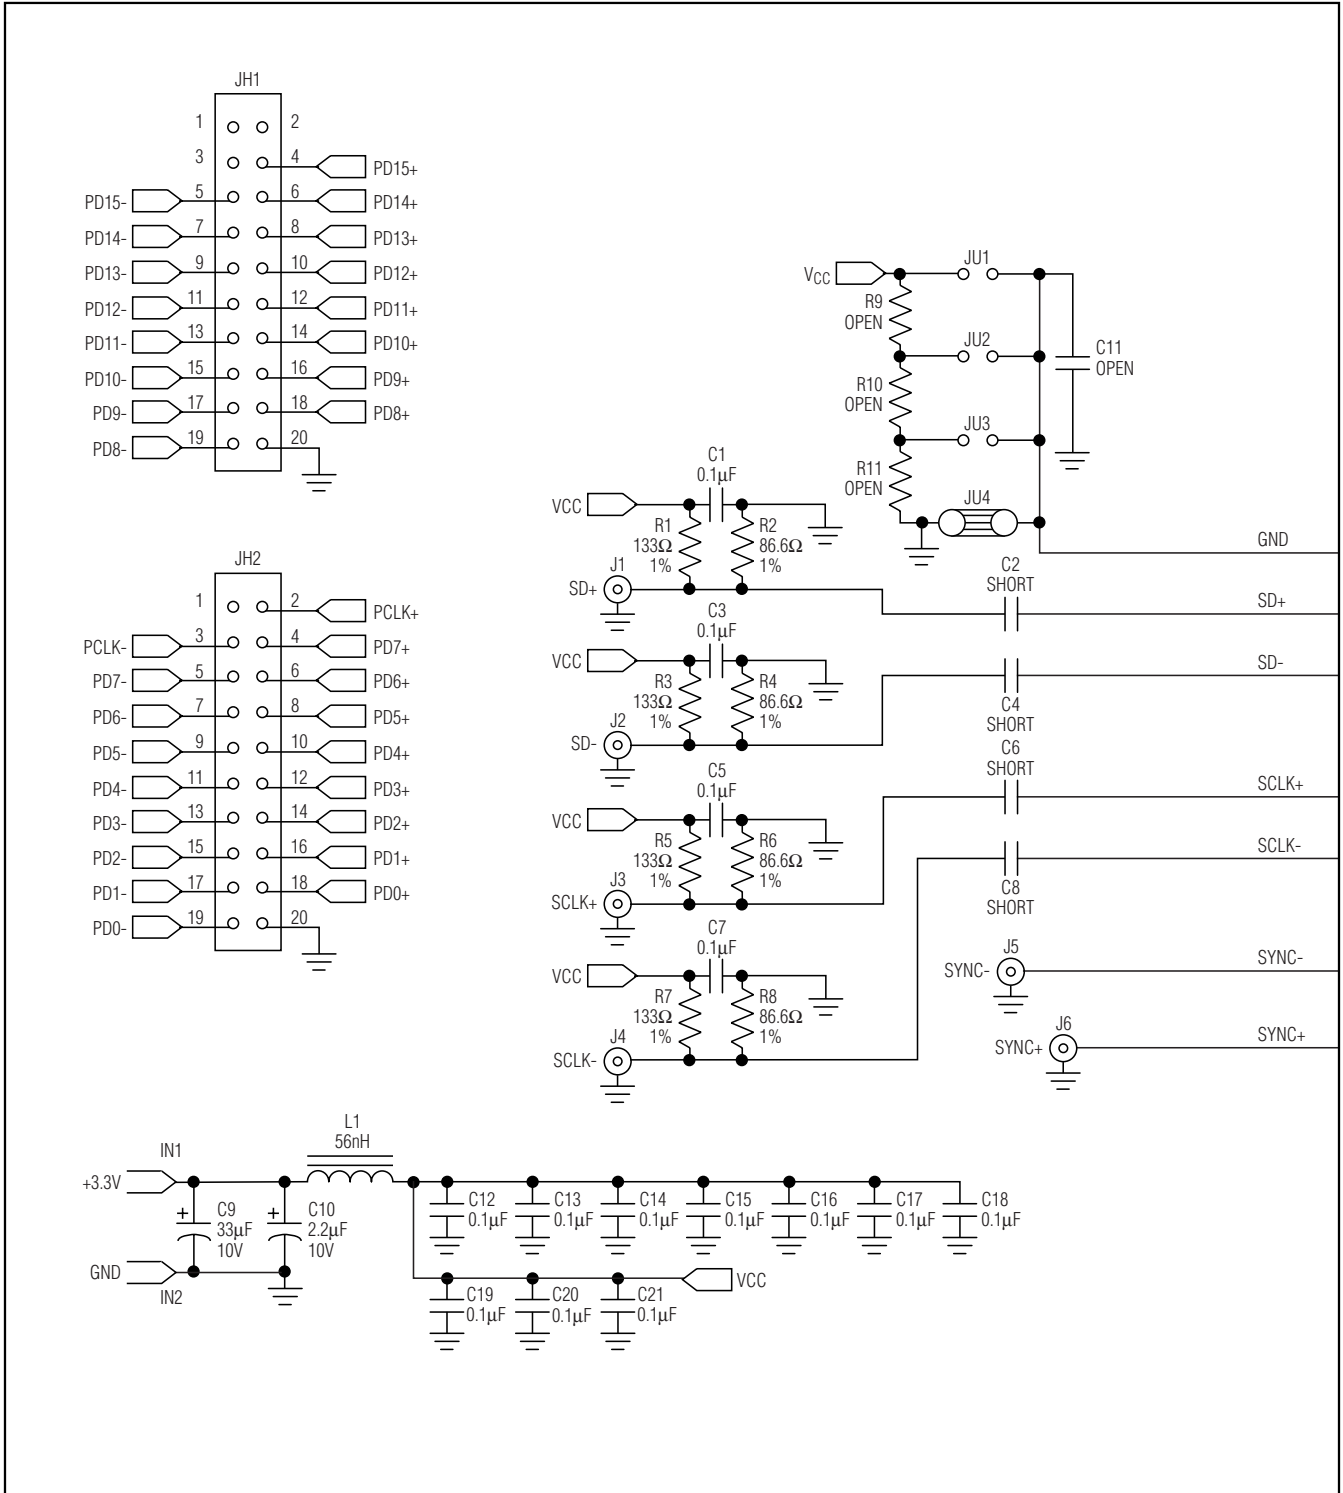 JH1
1 2
3 4 PD15+
PD15- 5 6 PD14+
PD14- 7 8 PD13+
PD13- 9 10 PD12+
PD12- 11 12 PD11+
PD11- 13 14 PD10+
PD10- 15 16 PD9+
PD9- 17 18 PD8+
PD8- 19 20
JH2
1 2 PCLK+
PCLK- 3 4 PD7+
PD7- 5 6 PD6+
PD6- 7 8 PD5+
PD5- 9 10 PD4+
PD4- 11 12 PD3+
PD3- 13 14 PD2+
PD2- 15 16 PD1+
PD1- 17 18 PD0+
PD0- 19 20
VCC
JU1
R9
OPEN
JU2
C11
OPEN
R10
OPEN
JU3
R11
OPEN
JU4
GND
C1
0.1µF
VCC
R1
133Ω
1%
R2
86.6Ω
1%
J1
SD+
C2
SHORT
SD+
C3
0.1µF
VCC
R3
133Ω
1%
R4
86.6Ω
1%
J2
SD-
SD-
C4
SHORT
C5
0.1µF
VCC
R5
133Ω
1%
R6
86.6Ω
1%
J3
SCLK+
C6
SHORT
SCLK+
C7
0.1µF
VCC
R7
133Ω
1%
R8
86.6Ω
1%
J4
SCLK-
SCLK-
C8
SHORT
J5
SYNC-
SYNC-
J6
SYNC+
SYNC+
IN1
+3.3V
L1
56nH
C9
33µF
10V
C10
2.2µF
10V
GND
IN2
C12
0.1µF
C13
0.1µF
C14
0.1µF
C15
0.1µF
C16
0.1µF
C17
0.1µF
C18
0.1µF
VCC
C19
0.1µF
C20
0.1µF
C21
0.1µF